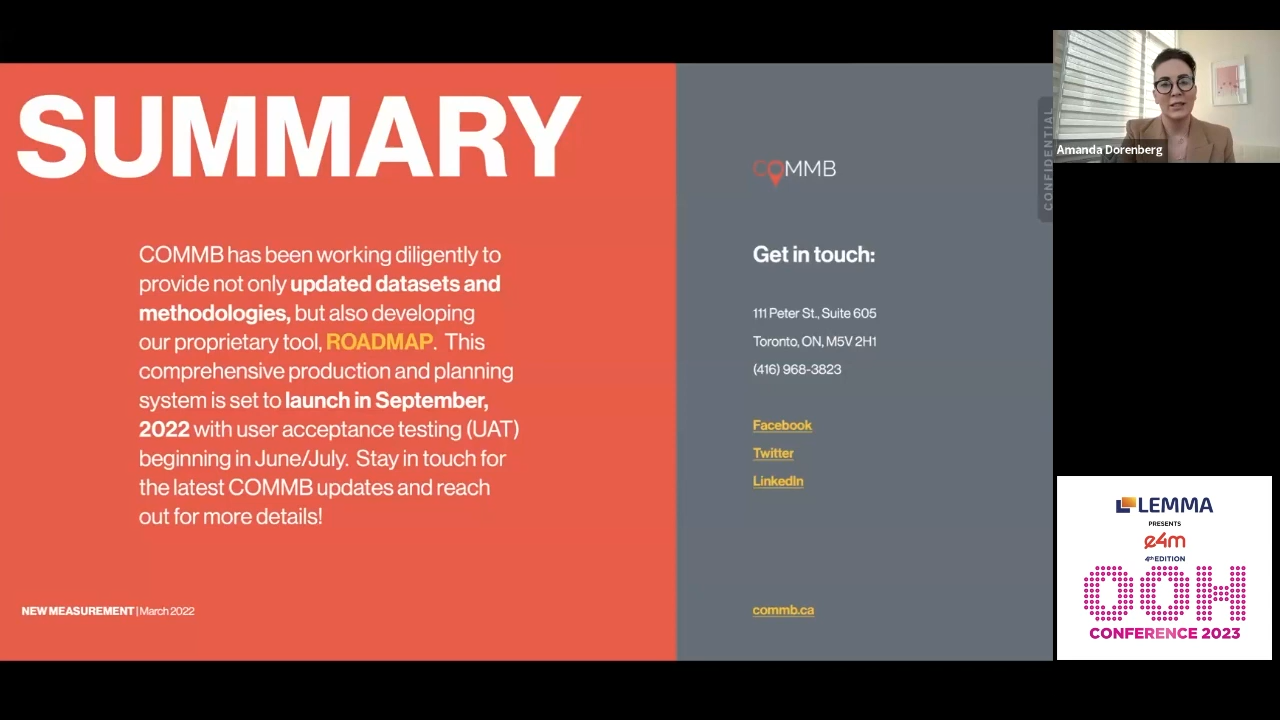 SUMMARY
COMMB has been working diligently to
provide not only updated datasets and
methodologies, but also developing
our proprietary tool, ROADMAP. This
comprehensive production and planning
system is set to launch in September,
2022 with user acceptance testing (UAT)
beginning in June/July. Stay in touch for
the latest COMMB updates and reach
out for more details!
NEW MEASUREMENT | March 2022
COMMB
Get in touch:
111 Peter St., Suite 605
Toronto, ON, M5V 2H1
(416) 968-3823
Facebook
Twitter
LinkedIn
commb.ca
CONFIDENTIAL
Amanda Dorenberg
LEMMA
PRESENTS
e4m
4th EDITION
OOH
CONFERENCE 2023